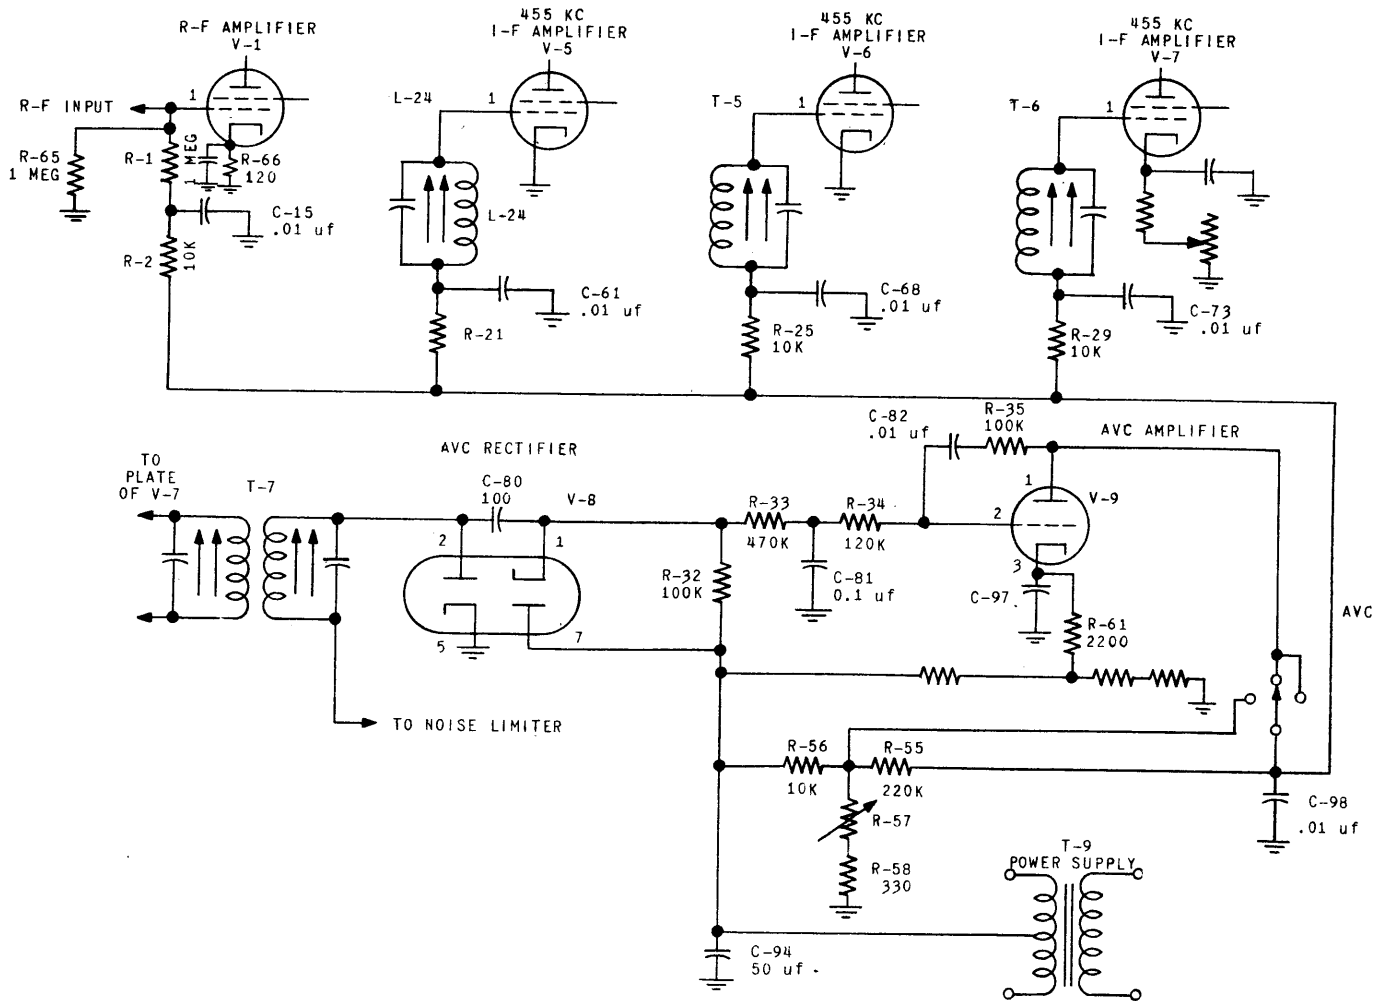 R-F AMPLIFIER
V-1
455 KC
I-F AMPLIFIER
V-5
455 KC
I-F AMPLIFIER
V-6
455 KC
I-F AMPLIFIER
V-7
R-F INPUT
1
L-24
1
T-5
1
T-6
1
R-65
1 MEG
R-1
1 MEG
R-66
120
C-15
.01 uf
R-2
10K
L-24
C-61
.01 uf
R-21
C-68
.01 uf
R-25
10K
C-73
.01 uf
R-29
10K
TO
PLATE
OF V-7
T-7
AVC RECTIFIER
C-80
100
V-8
2
1
5
7
C-82
.01 uf
R-35
100K
AVC AMPLIFIER
1
V-9
2
3
R-33
470K
R-34
120K
R-32
100K
C-81
0.1 uf
C-97
R-61
2200
AVC
TO NOISE LIMITER
R-56
10K
R-55
220K
R-57
R-58
330
C-98
.01 uf
T-9
POWER SUPPLY
C-94
50 uf.